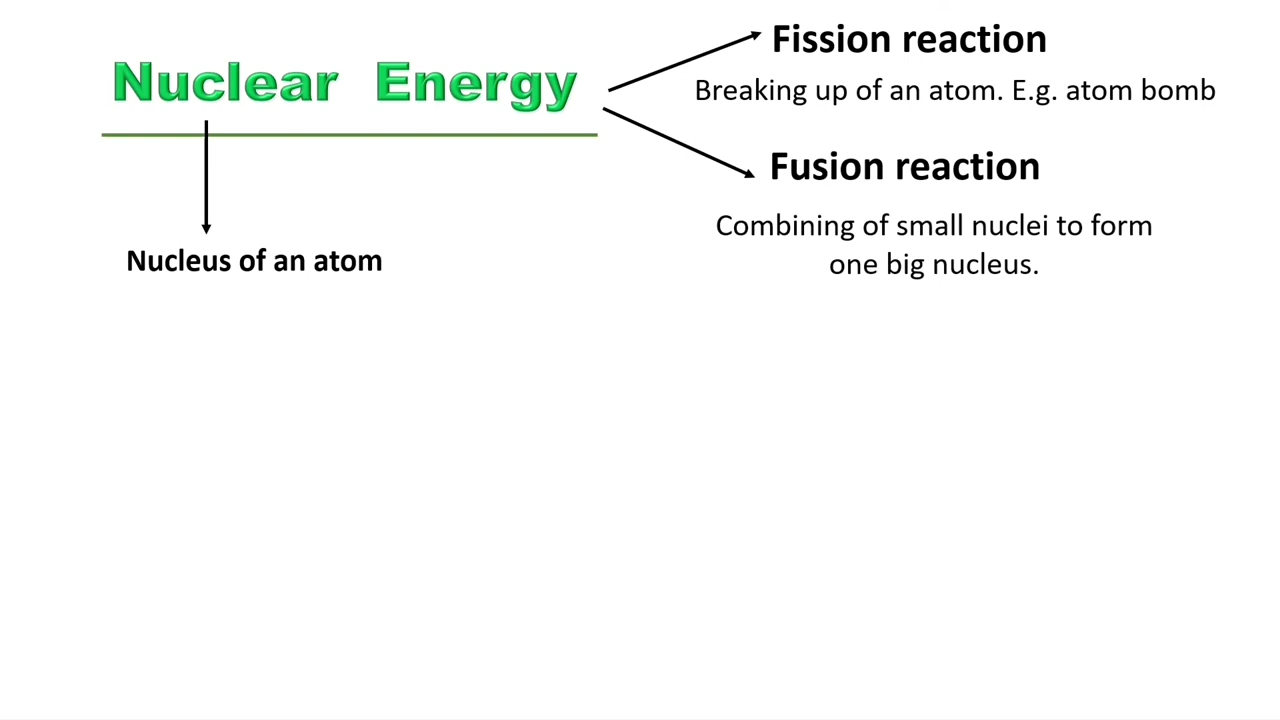 Nuclear Energy
Nucleus of an atom
Fission reaction
Breaking up of an atom. E.g. atom bomb
Fusion reaction
Combining of small nuclei to form
one big nucleus.